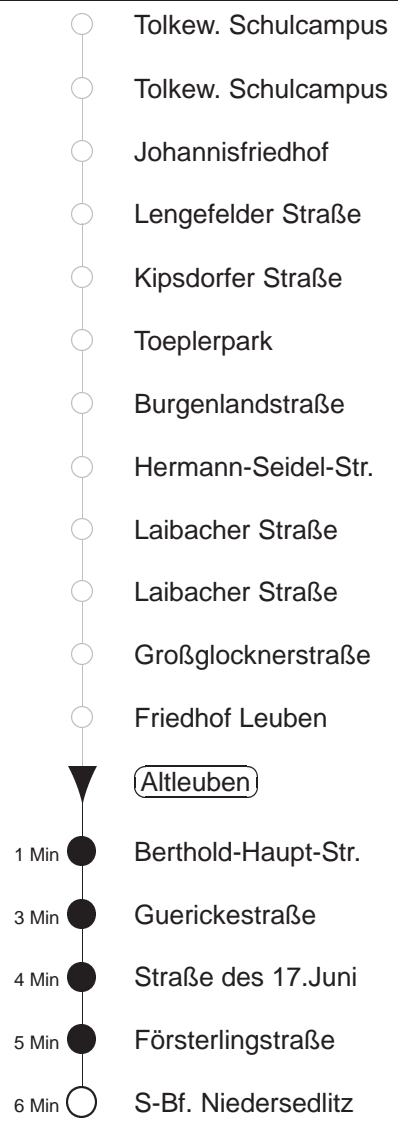 Tolkew. Schulcampus
Tolkew. Schulcampus
Johannisfriedhof
Lengefelder Straße
Kipsdorfer Straße
Toeplerpark
Burgenlandstraße
Hermann-Seidel-Str.
Laibacher Straße
Laibacher Straße
Großglocknerstraße
Friedhof Leuben
Altleuben
1 Min Berthold-Haupt-Str.
3 Min Guerickestraße
4 Min Straße des 17.Juni
5 Min Försterlingstraße
6 Min S-Bf. Niedersedlitz